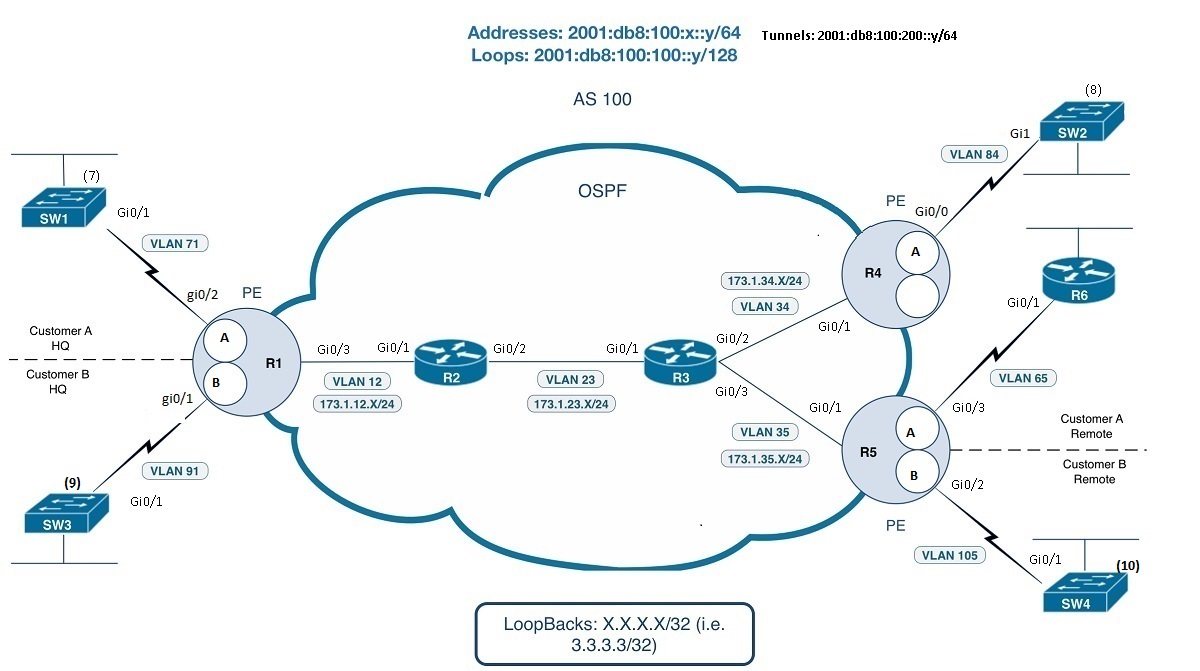 Addresses: 2001:db8:100:x::y/64 Tunnels: 2001:db8:100:200::y/64
Loops: 2001:db8:100:100::y/128
AS 100
(8)
SW2
Gi1
VLAN 84
(7)
SW1
Gi0/1
VLAN 71
OSPF
PE
Gi0/0
A
R4
R6
gi0/2
PE
173.1.34.X/24
VLAN 34
Gi0/1
Gi0/1
Customer A
HQ
Customer B
HQ
A
B
R1
Gi0/3
Gi0/1
R2
Gi0/2
Gi0/1
R3
Gi0/2
Gi0/3
VLAN 12
173.1.12.X/24
VLAN 23
173.1.23.X/24
VLAN 65
gi0/1
Gi0/1
VLAN 35
173.1.35.X/24
A
R5
B
Gi0/3
Customer A
Remote
Customer B
Remote
VLAN 91
(9)
SW3
Gi0/1
Gi0/2
PE
VLAN 105
Gi0/1
(10)
SW4
LoopBacks: X.X.X.X/32 (i.e.
3.3.3.3/32)